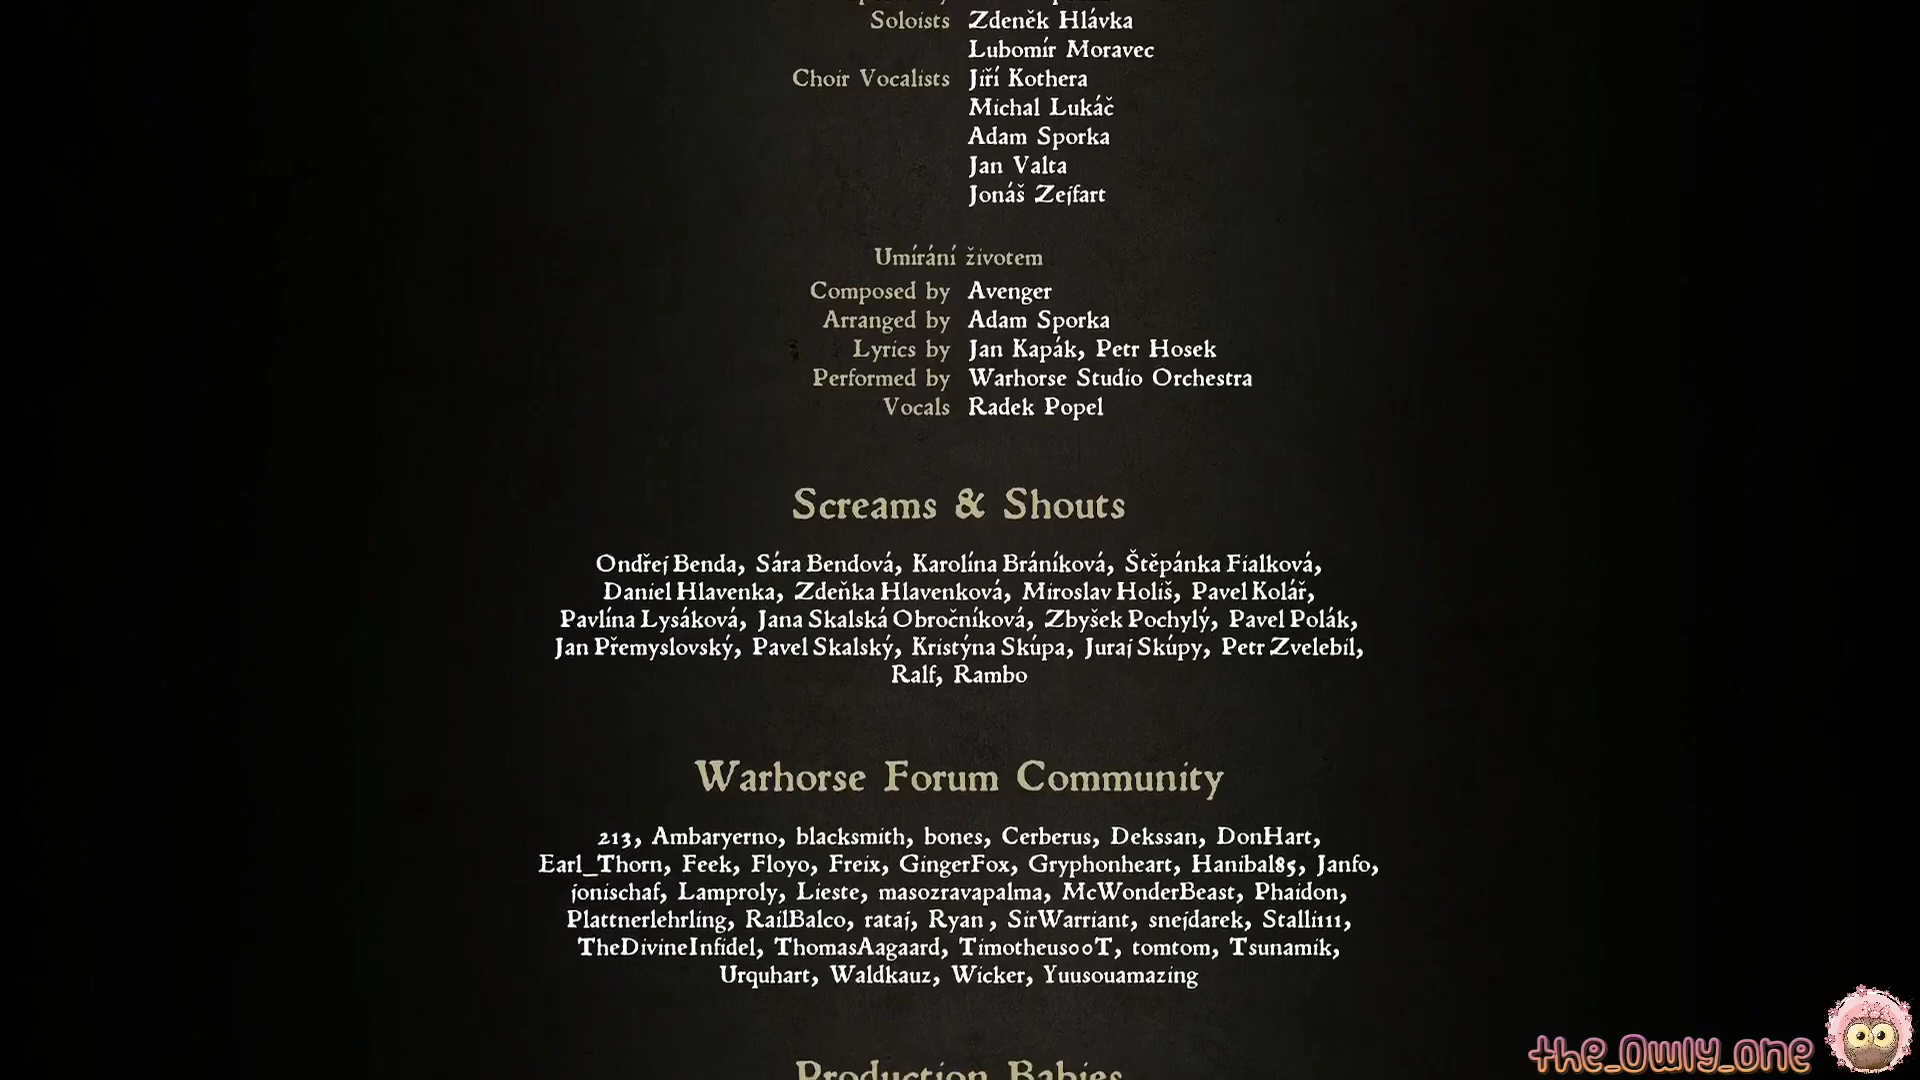 Soloists Zdeněk Hlávka
Lubomír Moravec
Choir Vocalists Jiří Kothera
Michal Lukáč
Adam Sporka
Jan Valta
Jonáš Zejfart
Umírání životem
Composed by Avenger
Arranged by Adam Sporka
Lyrics by Jan Kapák, Petr Hosek
Performed by Warhorse Studio Orchestra
Vocals Radek Popel
Screams & Shouts
Ondřej Benda, Sára Bendová, Karolína Bráníková, Štěpánka Fialková,
Daniel Hlavenka, Zdeňka Hlavenková, Miroslav Holiš, Pavel Kolář,
Pavlína Lysáková, Jana Skalská Obročníková, Zbyšek Pochylý, Pavel Polák,
Jan Přemyslovský, Pavel Skalský, Kristýna Skúpa, Juraj Skúpy, Petr Zvelebil,
Ralf, Rambo
Warhorse Forum Community
213, Ambaryerno, blacksmith, bones, Cerberus, Dekssan, DonHart,
Earl_Thorn, Feek, Floyo, Freix, GingerFox, Gryphonheart, Hanibal85, Janfo,
jonischaf, Lamproly, Lieste, masozravapalma, McWonderBeast, Phaidon,
Plattnerlehrling, RailBalco, rataj, Ryan , SirWarriant, snejdarek, Stalli111,
TheDivineInfidel, ThomasAagaard, Timotheus00T, tomtom, Tsunamik,
Urquhart, Waldkauz, Wicker, Yuusouamazing
Production Babies
the_Owly_one